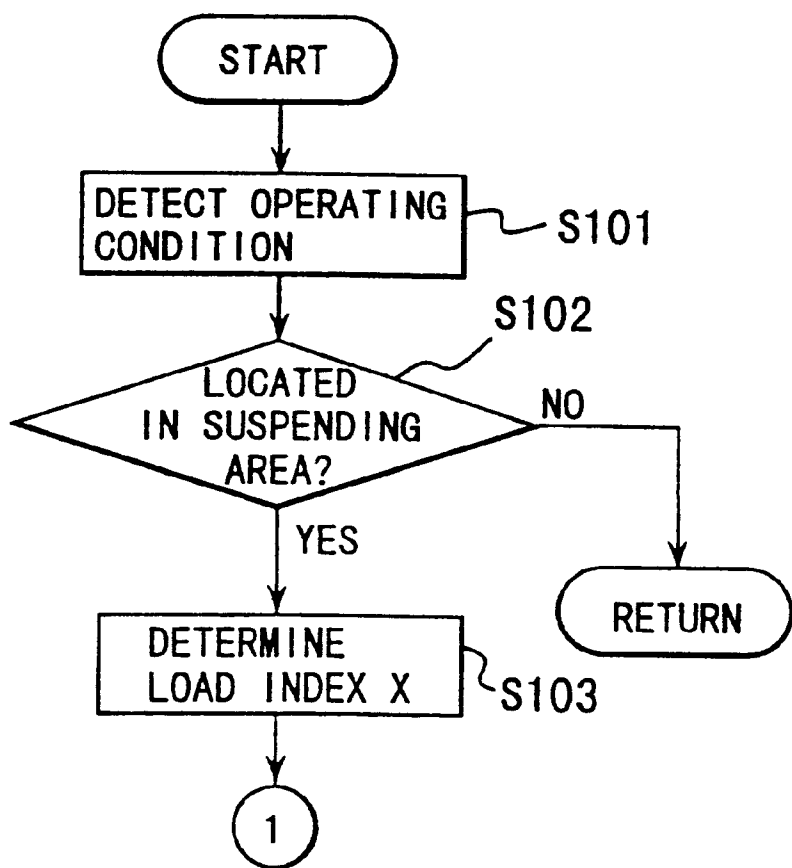 START
DETECT OPERATING
CONDITION
S101
S102
LOCATED
IN SUSPENDING
AREA?
NO
YES
RETURN
DETERMINE
LOAD INDEX X
S103
1